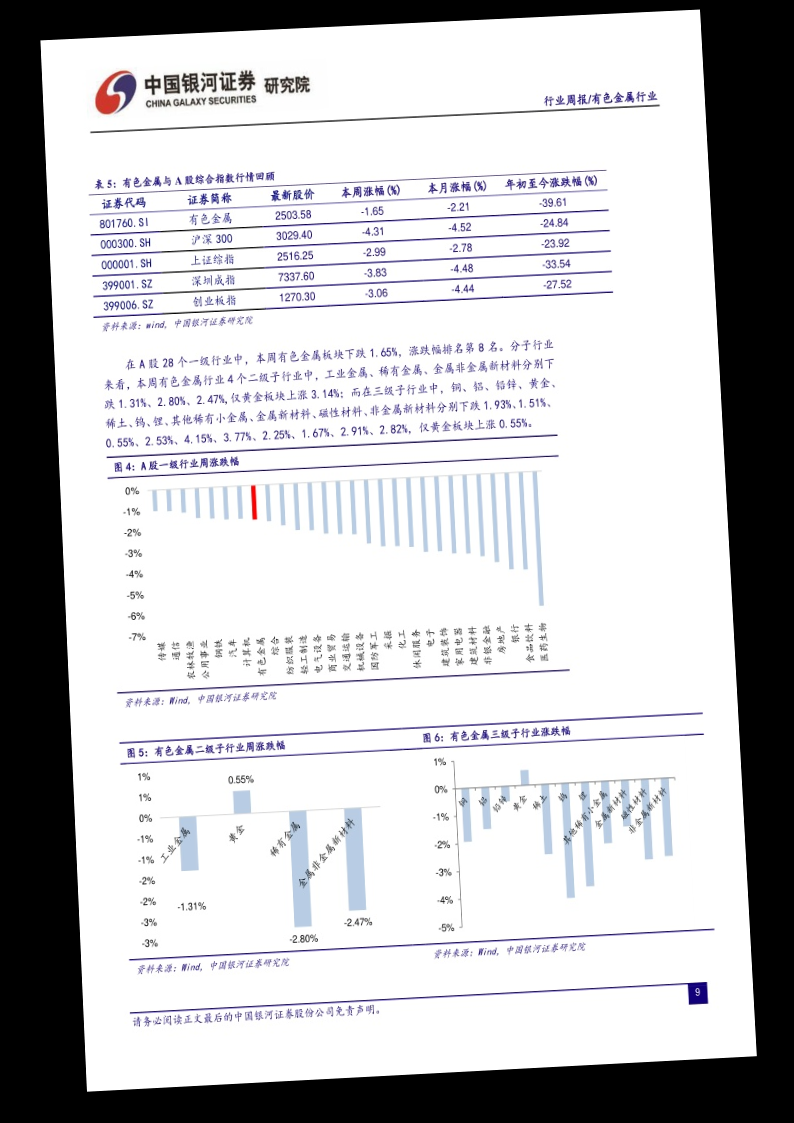 中国银河证券 研究院
CHINA GALAXY SECURITIES
行业周报/有色金属行业
表 5：有色金属与 A 股综合指数行情回顾
证券代码 证券简称 最新股价 本周涨幅(%) 本月涨幅(%) 年初至今涨跌幅(%)
801760.SI 有色金属 2503.58 -1.65 -2.21 -39.61
000300.SH 沪深 300 3029.40 -4.31 -4.52 -24.84
000001.SH 上证综指 2516.25 -2.99 -2.78 -23.92
399001.SZ 深圳成指 7337.60 -3.83 -4.48 -33.54
399006.SZ 创业板指 1270.30 -3.06 -4.44 -27.52
资料来源：wind, 中国银河证券研究院
在 A 股 28 个一级行业中，本周有色金属板块下跌 1.65%，涨跌幅排名第 8 名。分子行业
来看，本周有色金属行业 4 个二级子行业中，工业金属、稀有金属、金属非金属新材料分别下
跌 1.31%、2.80%、2.47%,仅黄金板块上涨 3.14%；而在三级子行业中，铜、铝、铅锌、黄金、
稀土、钨、锂、其他稀有小金属、金属新材料、磁性材料、非金属新材料分别下跌 1.93%、1.51%、
0.55%、2.53%、4.15%、3.77%、2.25%、1.67%、2.91%、2.82%，仅黄金板块上涨 0.55%。
图 4：A 股一级行业周涨跌幅
0%
-1%
-2%
-3%
-4%
-5%
-6%
-7%
传媒
通信
农林牧渔
公用事业
钢铁
汽车
计算机
有色金属
综合
纺织服装
轻工制造
电气设备
商业贸易
交通运输
机械设备
国防军工
采掘
化工
休闲服务
电子
建筑装饰
家用电器
建筑材料
非银金融
房地产
银行
食品饮料
医药生物
资料来源：Wind, 中国银河证券研究院
图 5：有色金属二级子行业周涨跌幅
1%
1%
0%
-1%
-1%
-2%
-2%
-3%
-3%
工业金属
黄金
稀有金属
金属非金属新材料
0.55%
-1.31%
-2.80%
-2.47%
资料来源：Wind, 中国银河证券研究院
图 6：有色金属三级子行业涨跌幅
1%
0%
-1%
-2%
-3%
-4%
-5%
铜
铝
铅锌
黄金
稀土
钨
锂
其他稀有小金属
金属新材料
磁性材料
非金属新材料
资料来源：Wind, 中国银河证券研究院
请务必阅读正文最后的中国银河证券股份公司免责声明。
9